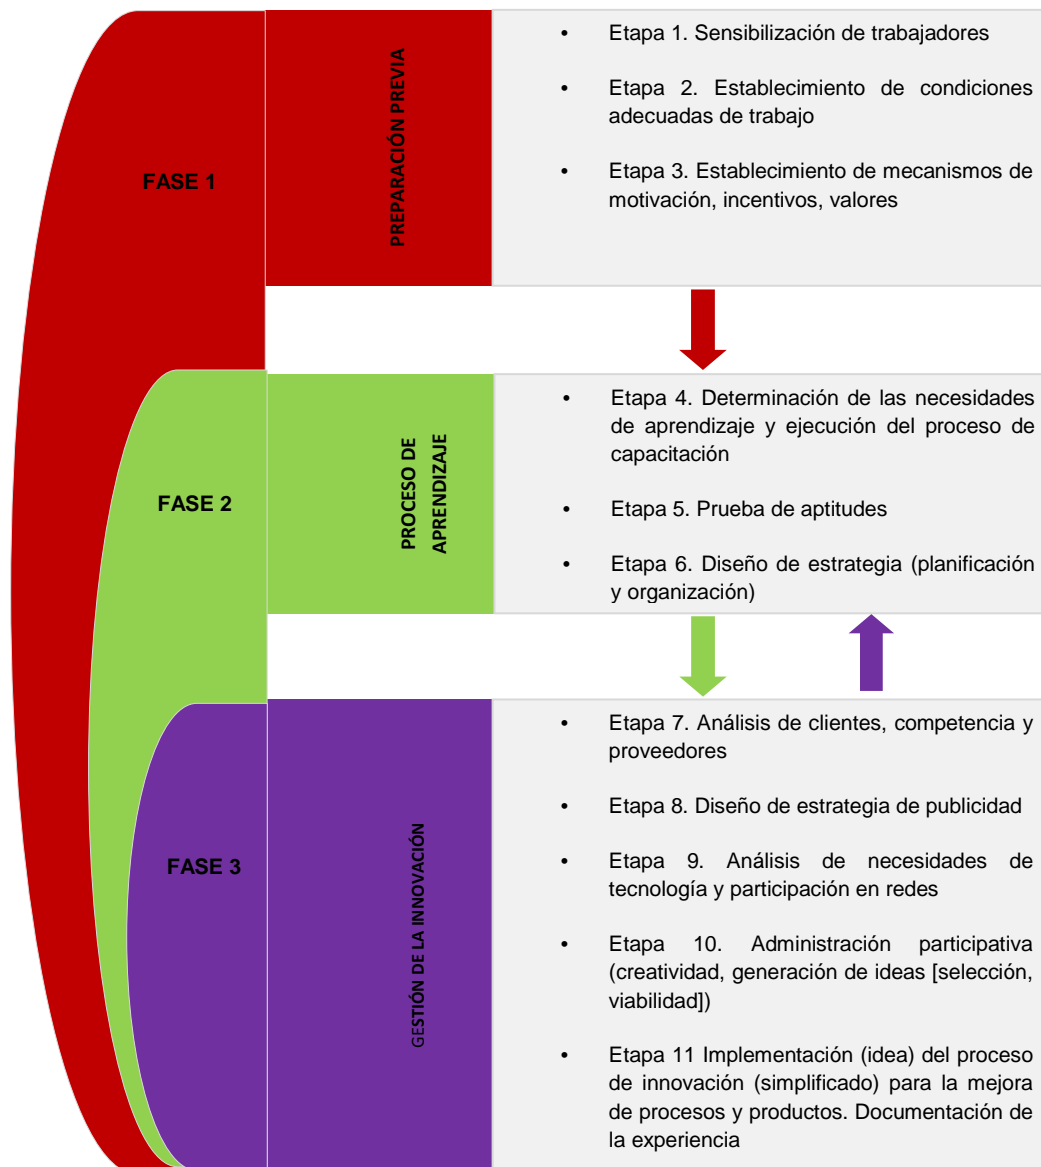 FASE 1
PREPARACIÓN PREVIA
• Etapa 1. Sensibilización de trabajadores
• Etapa 2. Establecimiento de condiciones
adecuadas de trabajo
• Etapa 3. Establecimiento de mecanismos de
motivación, incentivos, valores
FASE 2
PROCESO DE
APRENDIZAJE
• Etapa 4. Determinación de las necesidades
de aprendizaje y ejecución del proceso de
capacitación
• Etapa 5. Prueba de aptitudes
• Etapa 6. Diseño de estrategia (planificación
y organización)
FASE 3
GESTIÓN DE LA INNOVACIÓN
• Etapa 7. Análisis de clientes, competencia y
proveedores
• Etapa 8. Diseño de estrategia de publicidad
• Etapa 9. Análisis de necesidades de
tecnología y participación en redes
• Etapa 10. Administración participativa
(creatividad, generación de ideas [selección,
viabilidad])
• Etapa 11 Implementación (idea) del proceso
de innovación (simplificado) para la mejora
de procesos y productos. Documentación de
la experiencia